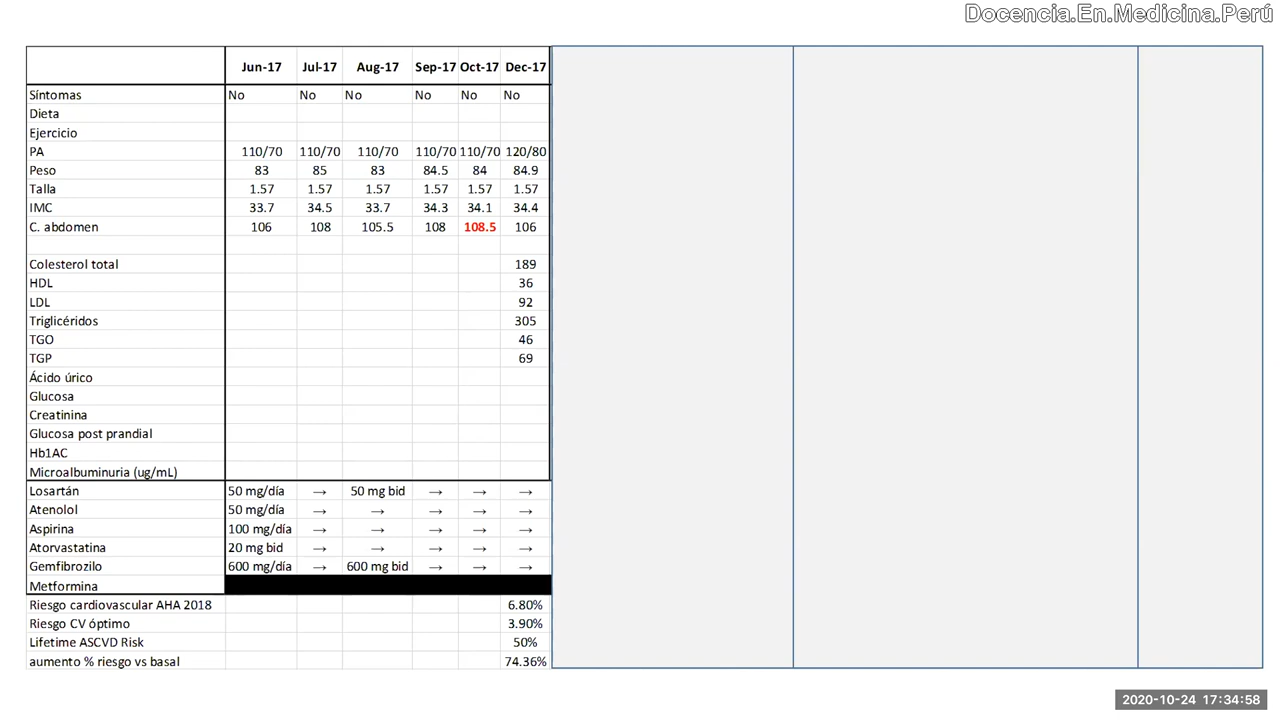 Docencia.En.Medicina.Perú
Jun-17 Jul-17 Aug-17 Sep-17 Oct-17 Dec-17
Síntomas No No No No No No
Dieta
Ejercicio
PA 110/70 110/70 110/70 110/70 110/70 120/80
Peso 83 85 83 84.5 84 84.9
Talla 1.57 1.57 1.57 1.57 1.57 1.57
IMC 33.7 34.5 33.7 34.3 34.1 34.4
C. abdomen 106 108 105.5 108 108.5 106
Colesterol total 189
HDL 36
LDL 92
Triglicéridos 305
TGO 46
TGP 69
Ácido úrico
Glucosa
Creatinina
Glucosa post prandial
Hb1AC
Microalbuminuria (ug/mL)
Losartán 50 mg/día → 50 mg bid → → →
Atenolol 50 mg/día → → → → →
Aspirina 100 mg/día → → → → →
Atorvastatina 20 mg bid → → → → →
Gemfibrozilo 600 mg/día → 600 mg bid → → →
Metformina
Riesgo cardiovascular AHA 2018 6.80%
Riesgo CV óptimo 3.90%
Lifetime ASCVD Risk 50%
aumento % riesgo vs basal 74.36%
2020-10-24 17:34:58